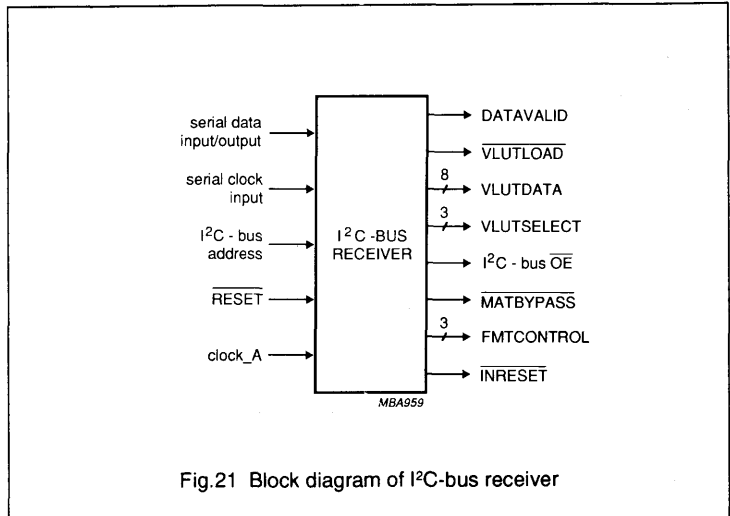 serial data
input/output
serial clock
input
I²C - bus
address
RESET
clock_A
I²C -BUS
RECEIVER
DATAVALID
VLUTLOAD
8
VLUTDATA
3
VLUTSELECT
I²C - bus OE
MATBYPASS
3
FMTCONTROL
INRESET
MBA959
Fig.21 Block diagram of I²C-bus receiver